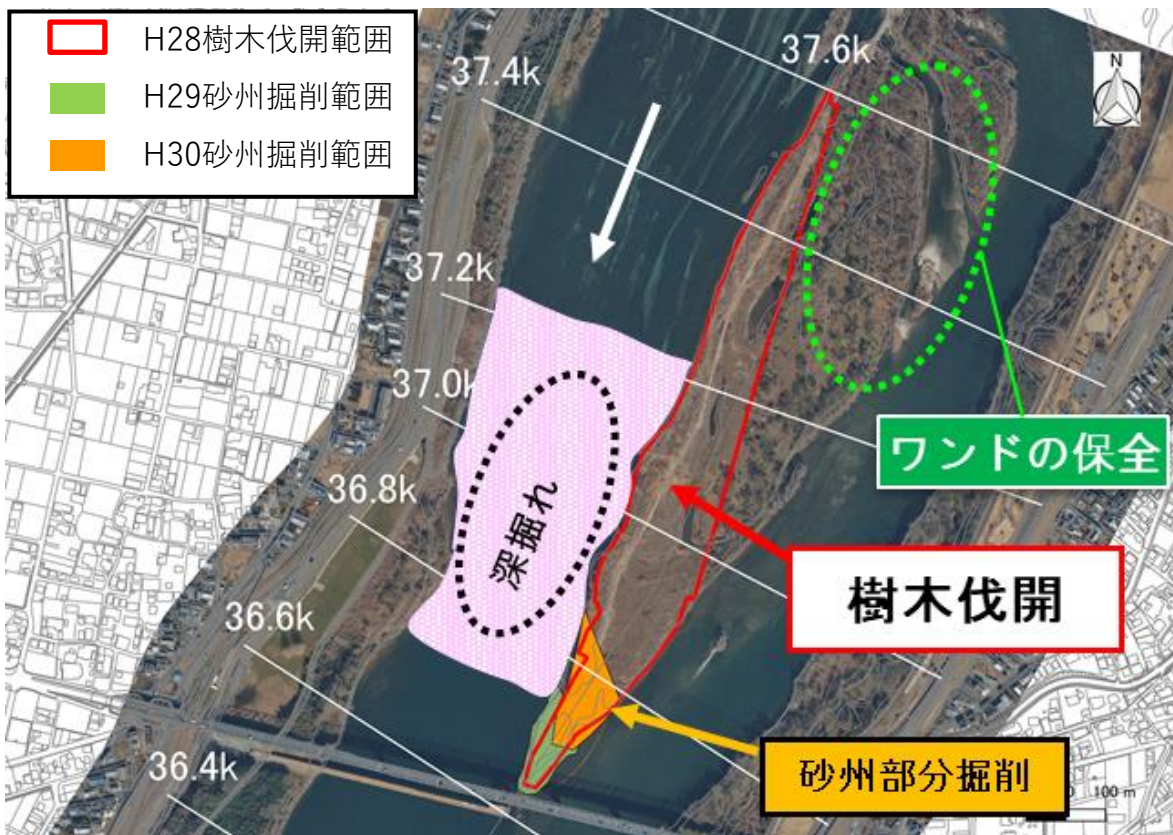 H28樹木伐開範囲
H29砂州掘削範囲
H30砂州掘削範囲
37.6k
37.4k
N
37.2k
37.0k
ワンドの保全
36.8k
深掘れ
樹木伐開
36.6k
砂州部分掘削
36.4k
100 m